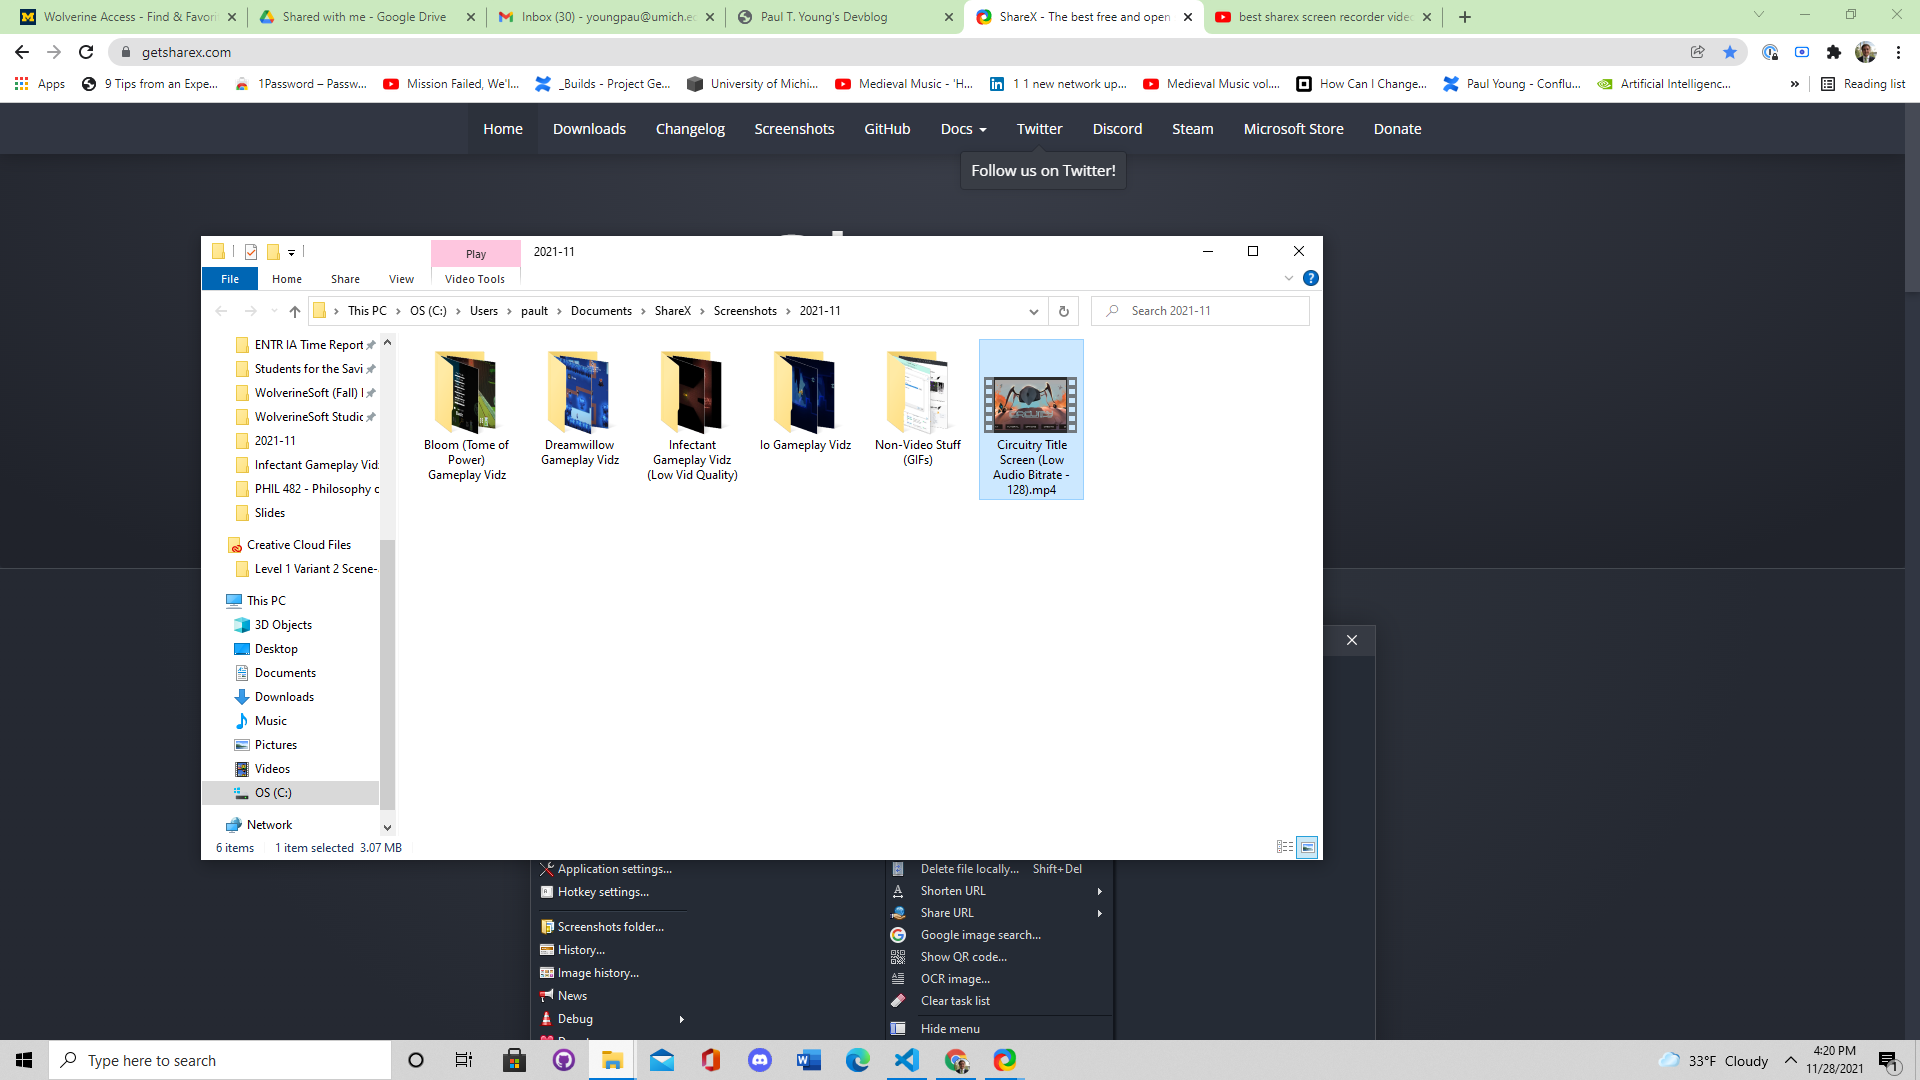 Wolverine Access - Find & Favori
Shared with me - Google Drive
Inbox (30) - youngpau@umich.e
Paul T. Young's Devblog
ShareX - The best free and open
best sharex screen recorder vide
getsharex.com
Apps
9 Tips from an Expe...
1Password – Passw...
Mission Failed, We'l...
_Builds - Project Ge...
University of Michi...
Medieval Music - 'H...
1 1 new network up...
Medieval Music vol....
How Can I Change...
Paul Young - Conflu...
Artificial Intelligenc...
»
Reading list
Home
Downloads
Changelog
Screenshots
GitHub
Docs
Twitter
Discord
Steam
Microsoft Store
Donate
Follow us on Twitter!
Play
2021-11
File
Home
Share
View
Video Tools
This PC › OS (C:) › Users › pault › Documents › ShareX › Screenshots › 2021-11
Search 2021-11
ENTR IA Time Report
Students for the Savi
WolverineSoft (Fall) I
WolverineSoft Studic
2021-11
Infectant Gameplay Vid
PHIL 482 - Philosophy o
Slides
Creative Cloud Files
Level 1 Variant 2 Scene-
This PC
3D Objects
Desktop
Documents
Downloads
Music
Pictures
Videos
OS (C:)
Network
Bloom (Tome of
Power)
Gameplay Vidz
Dreamwillow
Gameplay Vidz
Infectant
Gameplay Vidz
(Low Vid Quality)
Io Gameplay Vidz
Non-Video Stuff
(GIFs)
Circuitry Title
Screen (Low
Audio Bitrate -
128).mp4
6 items
1 item selected 3.07 MB
Application settings...
Hotkey settings...
Screenshots folder...
History...
Image history...
News
Debug
Delete file locally... Shift+Del
Shorten URL
Share URL
Google image search...
Show QR code...
OCR image...
Clear task list
Hide menu
Type here to search
33°F Cloudy
4:20 PM
11/28/2021
1